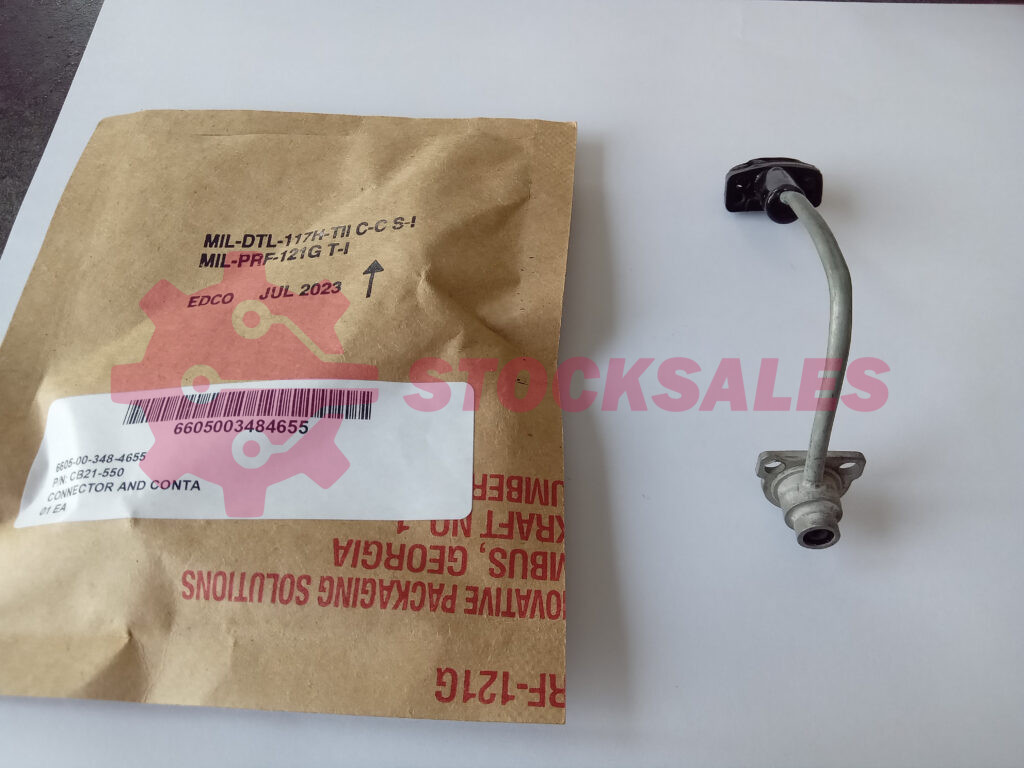 MIL-DTL-117H-TII C-C S-I
MIL-PRF-121G T-I
EDCO JUL 2023
6605003484655
6605-00-348-4655
P/N: CB21-550
CONNECTOR AND CONTA
01 EA
STOCKSALES
RF-121G
OVATIVE PACKAGING SOLUTIONS
MBUS, GEORGIA
KRAFT NO. 1
UMBER